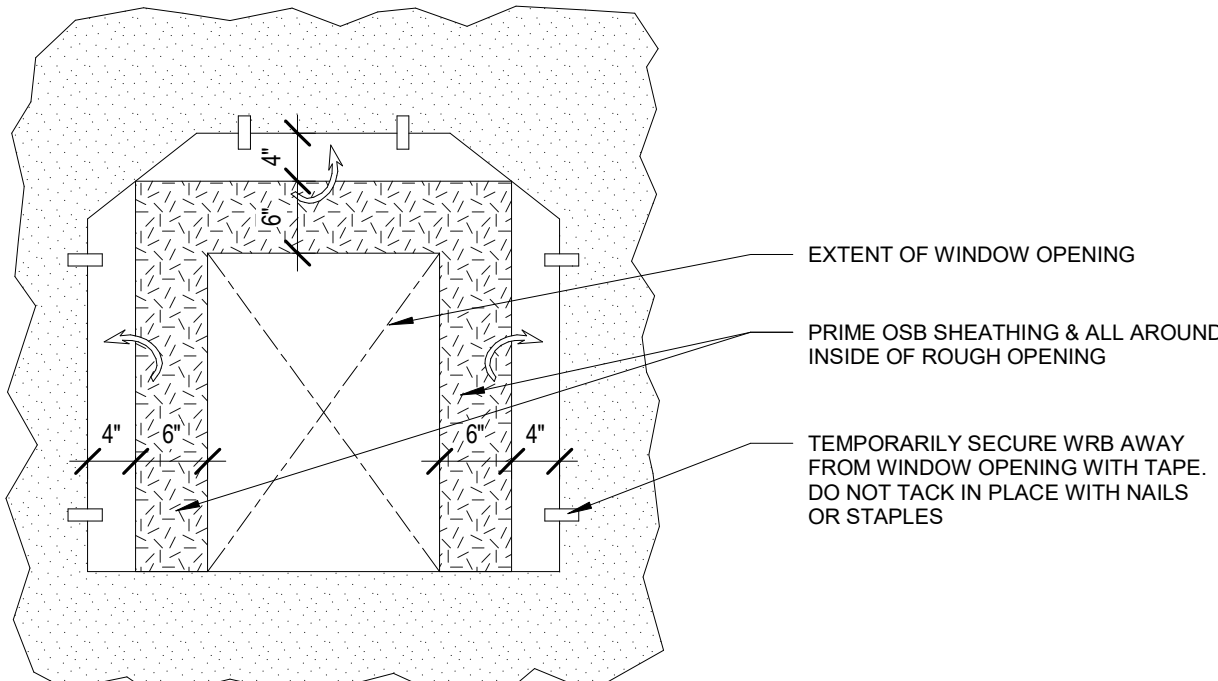 4"
6"
EXTENT OF WINDOW OPENING
PRIME OSB SHEATHING & ALL AROUND
INSIDE OF ROUGH OPENING
4" 6" 6" 4"
TEMPORARILY SECURE WRB AWAY
FROM WINDOW OPENING WITH TAPE.
DO NOT TACK IN PLACE WITH NAILS
OR STAPLES